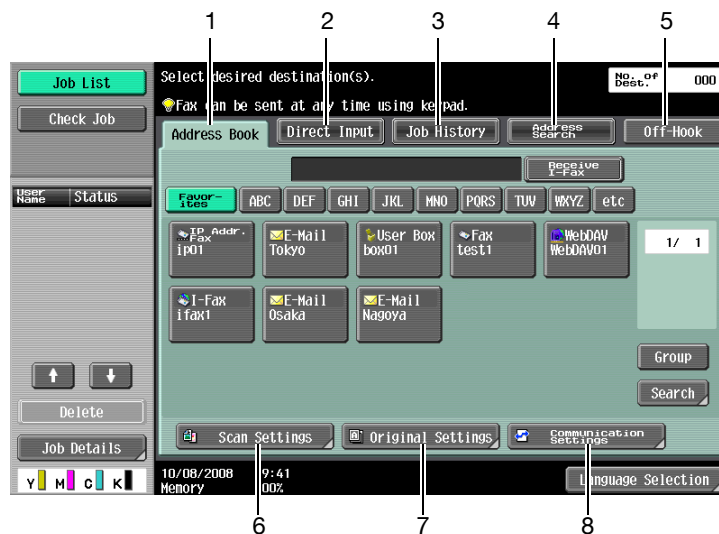 1 2 3 4 5
Job List
Check Job
User Name Status
Delete
Job Details
Y M C K
Select desired destination(s).
No. of Dest. 000
Fax can be sent at any time using keypad.
Address Book Direct Input Job History Address Search Off-Hook
Receive I-Fax
Favor-ites ABC DEF GHI JKL MNO PQRS TUV WXYZ etc
IP Addr. Fax
ip01
E-Mail
Tokyo
User Box
box01
Fax
test1
WebDAV
WebDAV01
1/ 1
I-Fax
ifax1
E-Mail
Osaka
E-Mail
Nagoya
Group
Search
Scan Settings Original Settings Communication Settings
10/08/2008 9:41
Memory 00%
Language Selection
6 7 8